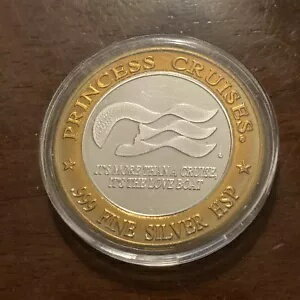 PRINCESS CRUISES
IT'S MORE THAN A CRUISE,
IT'S THE LOVE BOAT
.999 FINE SILVER HSP